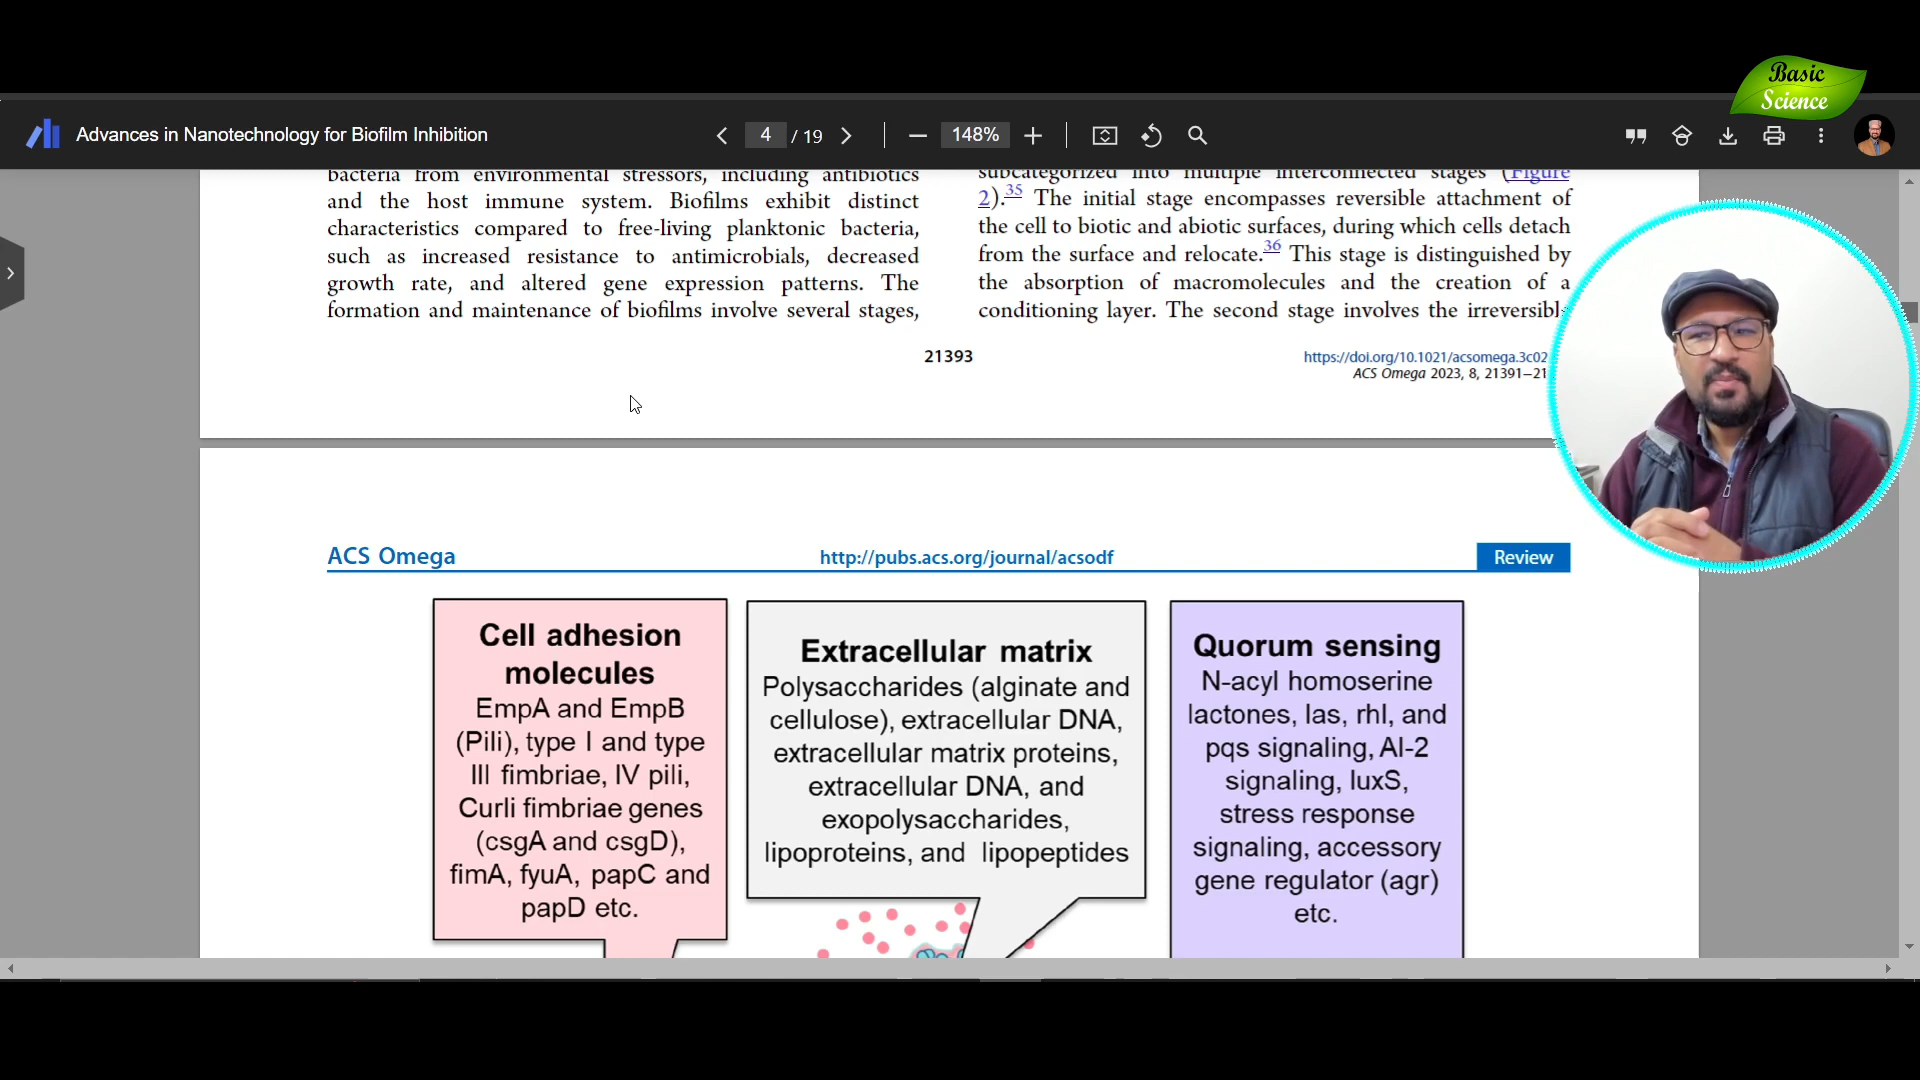 Basic
Science
Advances in Nanotechnology for Biofilm Inhibition
4 / 19
148%
bacteria from environmental stressors, including antibiotics
and the host immune system. Biofilms exhibit distinct
characteristics compared to free-living planktonic bacteria,
such as increased resistance to antimicrobials, decreased
growth rate, and altered gene expression patterns. The
formation and maintenance of biofilms involve several stages,
subcategorized into multiple interconnected stages (Figure
2).35 The initial stage encompasses reversible attachment of
the cell to biotic and abiotic surfaces, during which cells detach
from the surface and relocate.36 This stage is distinguished by
the absorption of macromolecules and the creation of a
conditioning layer. The second stage involves the irreversibl
21393
https://doi.org/10.1021/acsomega.3c02
ACS Omega 2023, 8, 21391−21
ACS Omega
http://pubs.acs.org/journal/acsodf
Review
Cell adhesion
molecules
EmpA and EmpB
(Pili), type I and type
III fimbriae, IV pili,
Curli fimbriae genes
(csgA and csgD),
fimA, fyuA, papC and
papD etc.
Extracellular matrix
Polysaccharides (alginate and
cellulose), extracellular DNA,
extracellular matrix proteins,
extracellular DNA, and
exopolysaccharides,
lipoproteins, and lipopeptides
Quorum sensing
N-acyl homoserine
lactones, las, rhl, and
pqs signaling, AI-2
signaling, luxS,
stress response
signaling, accessory
gene regulator (agr)
etc.